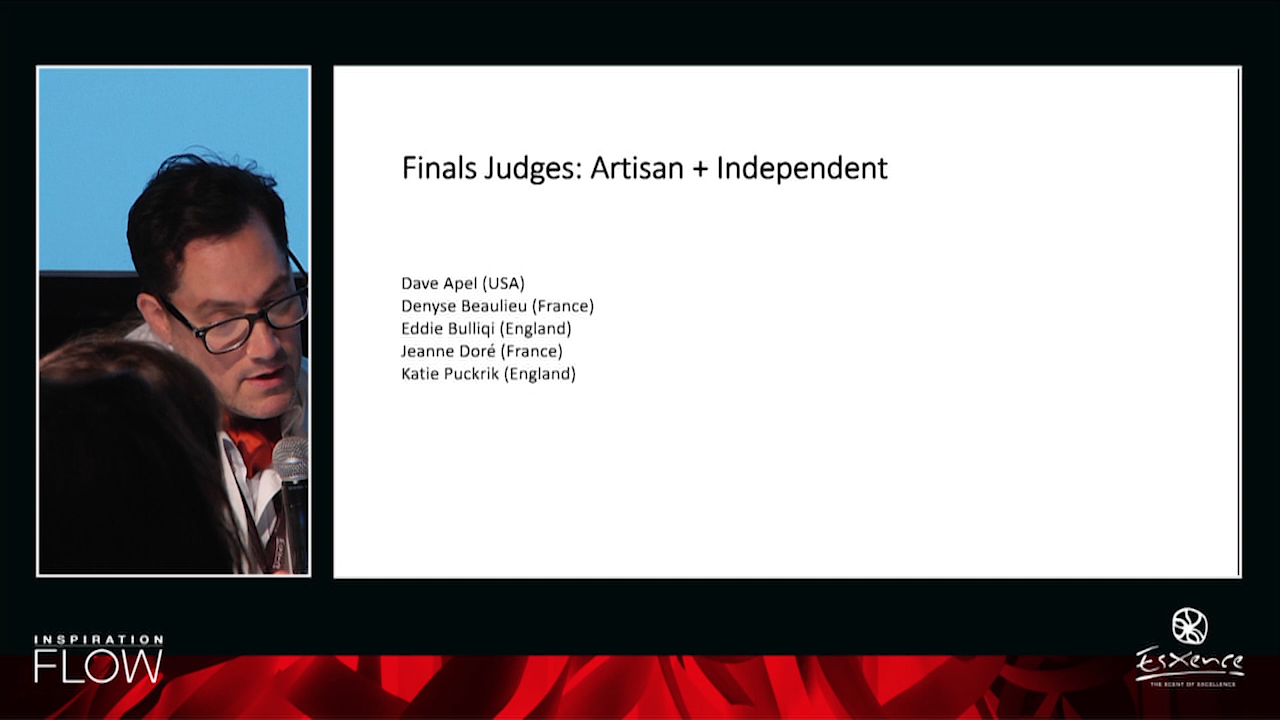 Finals Judges: Artisan + Independent
Dave Apel (USA)
Denyse Beaulieu (France)
Eddie Bulliqi (England)
Jeanne Doré (France)
Katie Puckrik (England)
INSPIRATION
FLOW
Esxence
THE SCENT OF EXCELLENCE